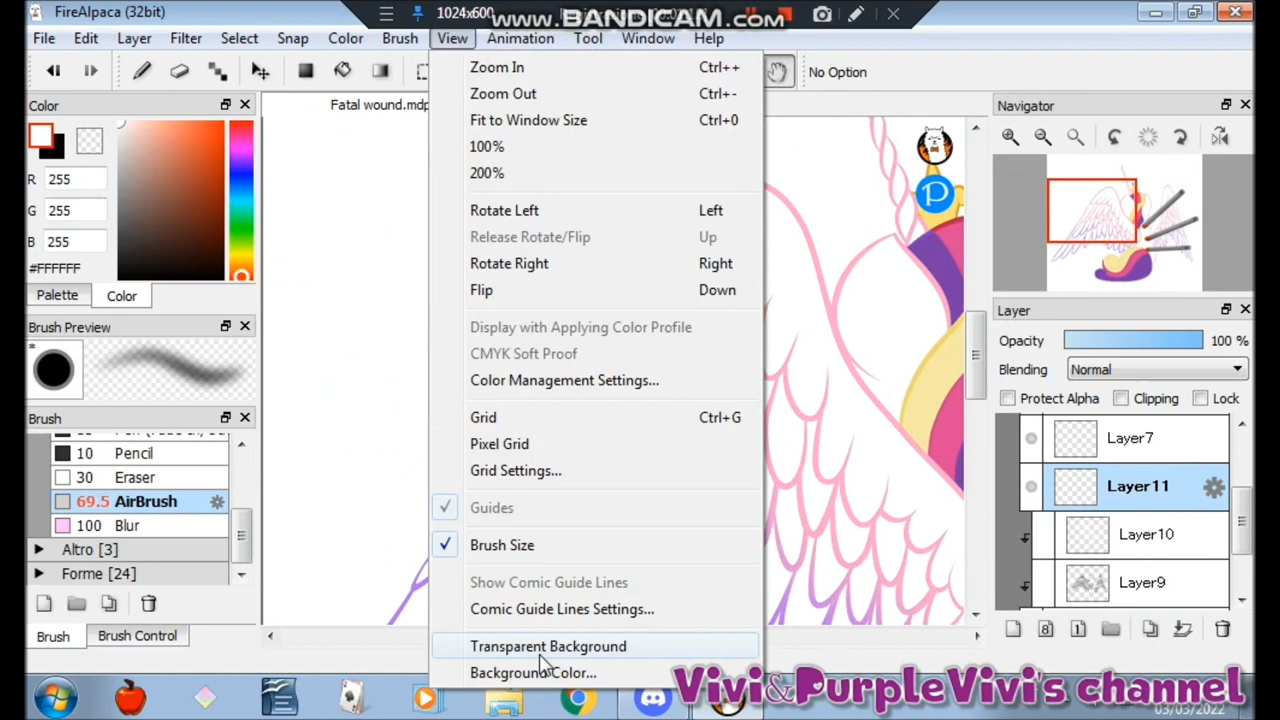 FireAlpaca (32bit)
1024x600
www.BANDICAM.com
File Edit Layer Filter Select Snap Color Brush View Animation Tool Window Help
No Option
Color
R 255
G 255
B 255
#FFFFFF
Palette Color
Brush Preview
*
Brush
10 Pencil
30 Eraser
69.5 AirBrush
100 Blur
Altro [3]
Forme [24]
Brush Brush Control
Fatal wound.mdp
Zoom In Ctrl++
Zoom Out Ctrl+-
Fit to Window Size Ctrl+0
100%
200%
Rotate Left Left
Release Rotate/Flip Up
Rotate Right Right
Flip Down
Display with Applying Color Profile
CMYK Soft Proof
Color Management Settings...
Grid Ctrl+G
Pixel Grid
Grid Settings...
Guides
Brush Size
Show Comic Guide Lines
Comic Guide Lines Settings...
Transparent Background
Background Color...
P
Navigator
Layer
Opacity 100 %
Blending Normal
Protect Alpha Clipping Lock
Layer7
Layer11
Layer10
Layer9
8 1
Vivi&PurpleVivi's channel
03/03/2022